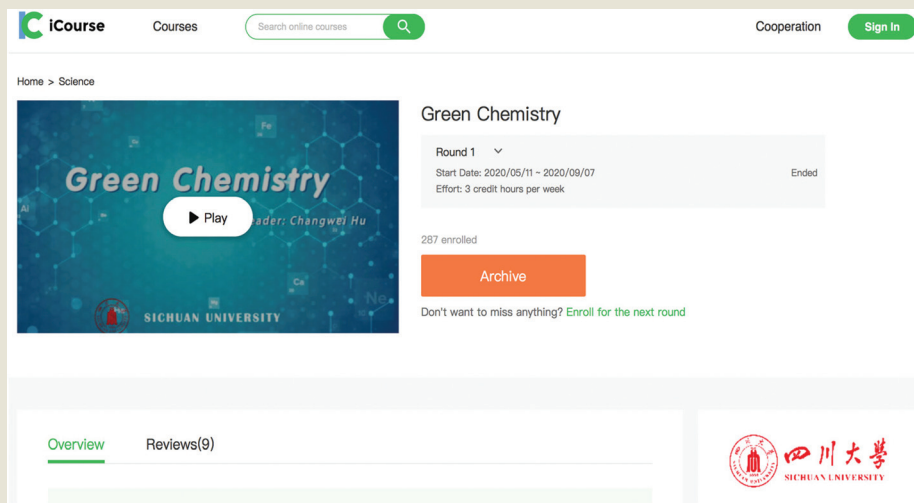 iCourse
Courses
Search online courses
Cooperation
Sign In
Home > Science
Green Chemistry
Play
ader: Changwei Hu
SICHUAN UNIVERSITY
Fe
Al
Ca
Ne
Green Chemistry
Round 1
Start Date: 2020/05/11 ~ 2020/09/07
Ended
Effort: 3 credit hours per week
287 enrolled
Archive
Don't want to miss anything? Enroll for the next round
Overview
Reviews(9)
四川大學
SICHUAN UNIVERSITY